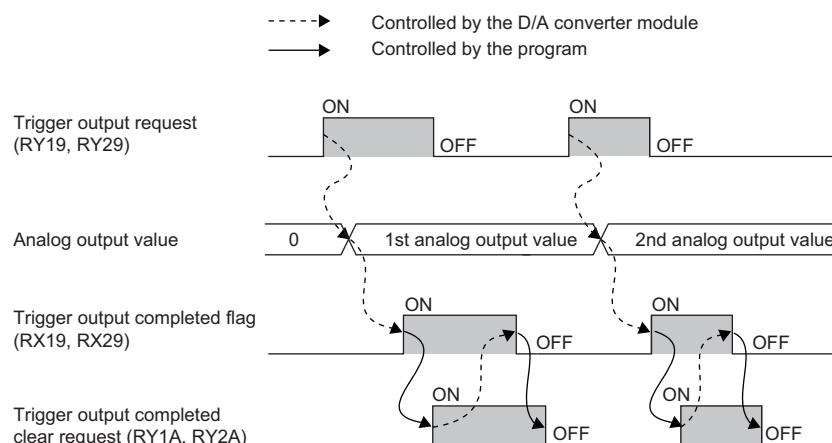 Controlled by the D/A converter module
Controlled by the program
ON
Trigger output request
(RY19, RY29)
OFF
ON
OFF
Analog output value
0
1st analog output value
2nd analog output value
ON
Trigger output completed flag
(RX19, RX29)
OFF
ON
OFF
ON
Trigger output completed
clear request (RY1A, RY2A)
OFF
ON
OFF